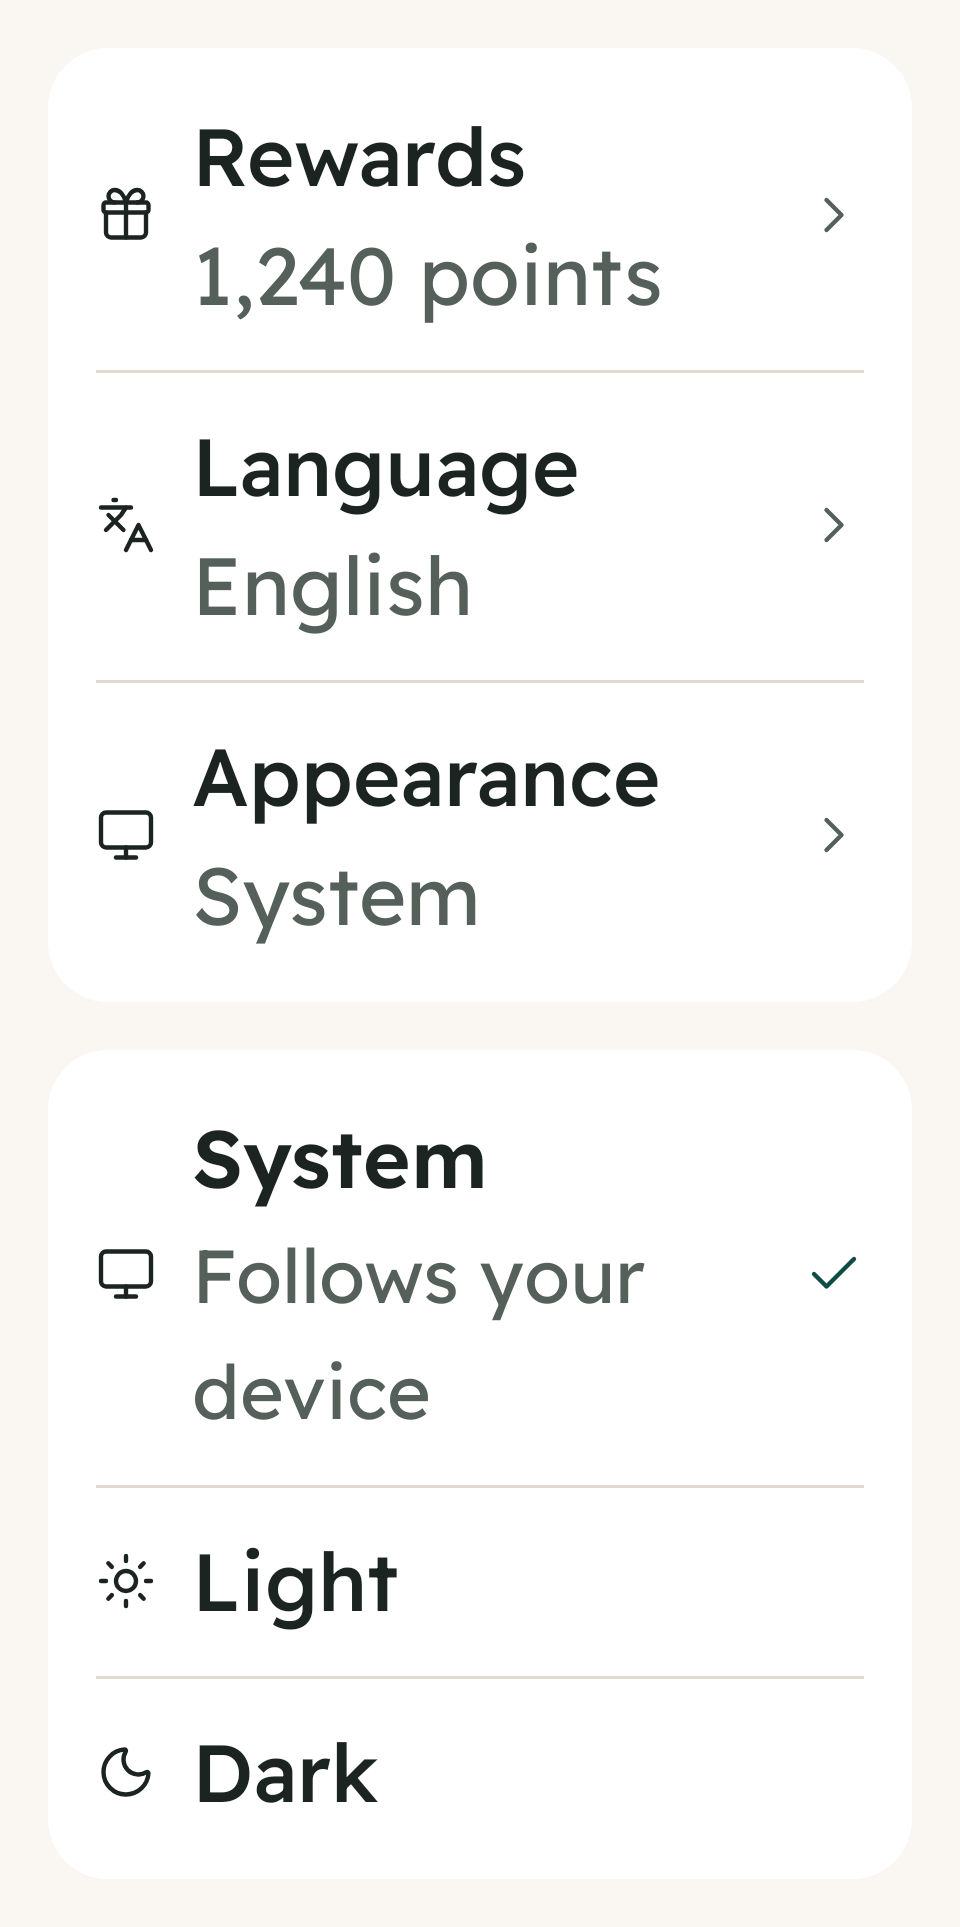 Rewards
1,240 points
Language
English
Appearance
System
System
Follows your
device
Light
Dark